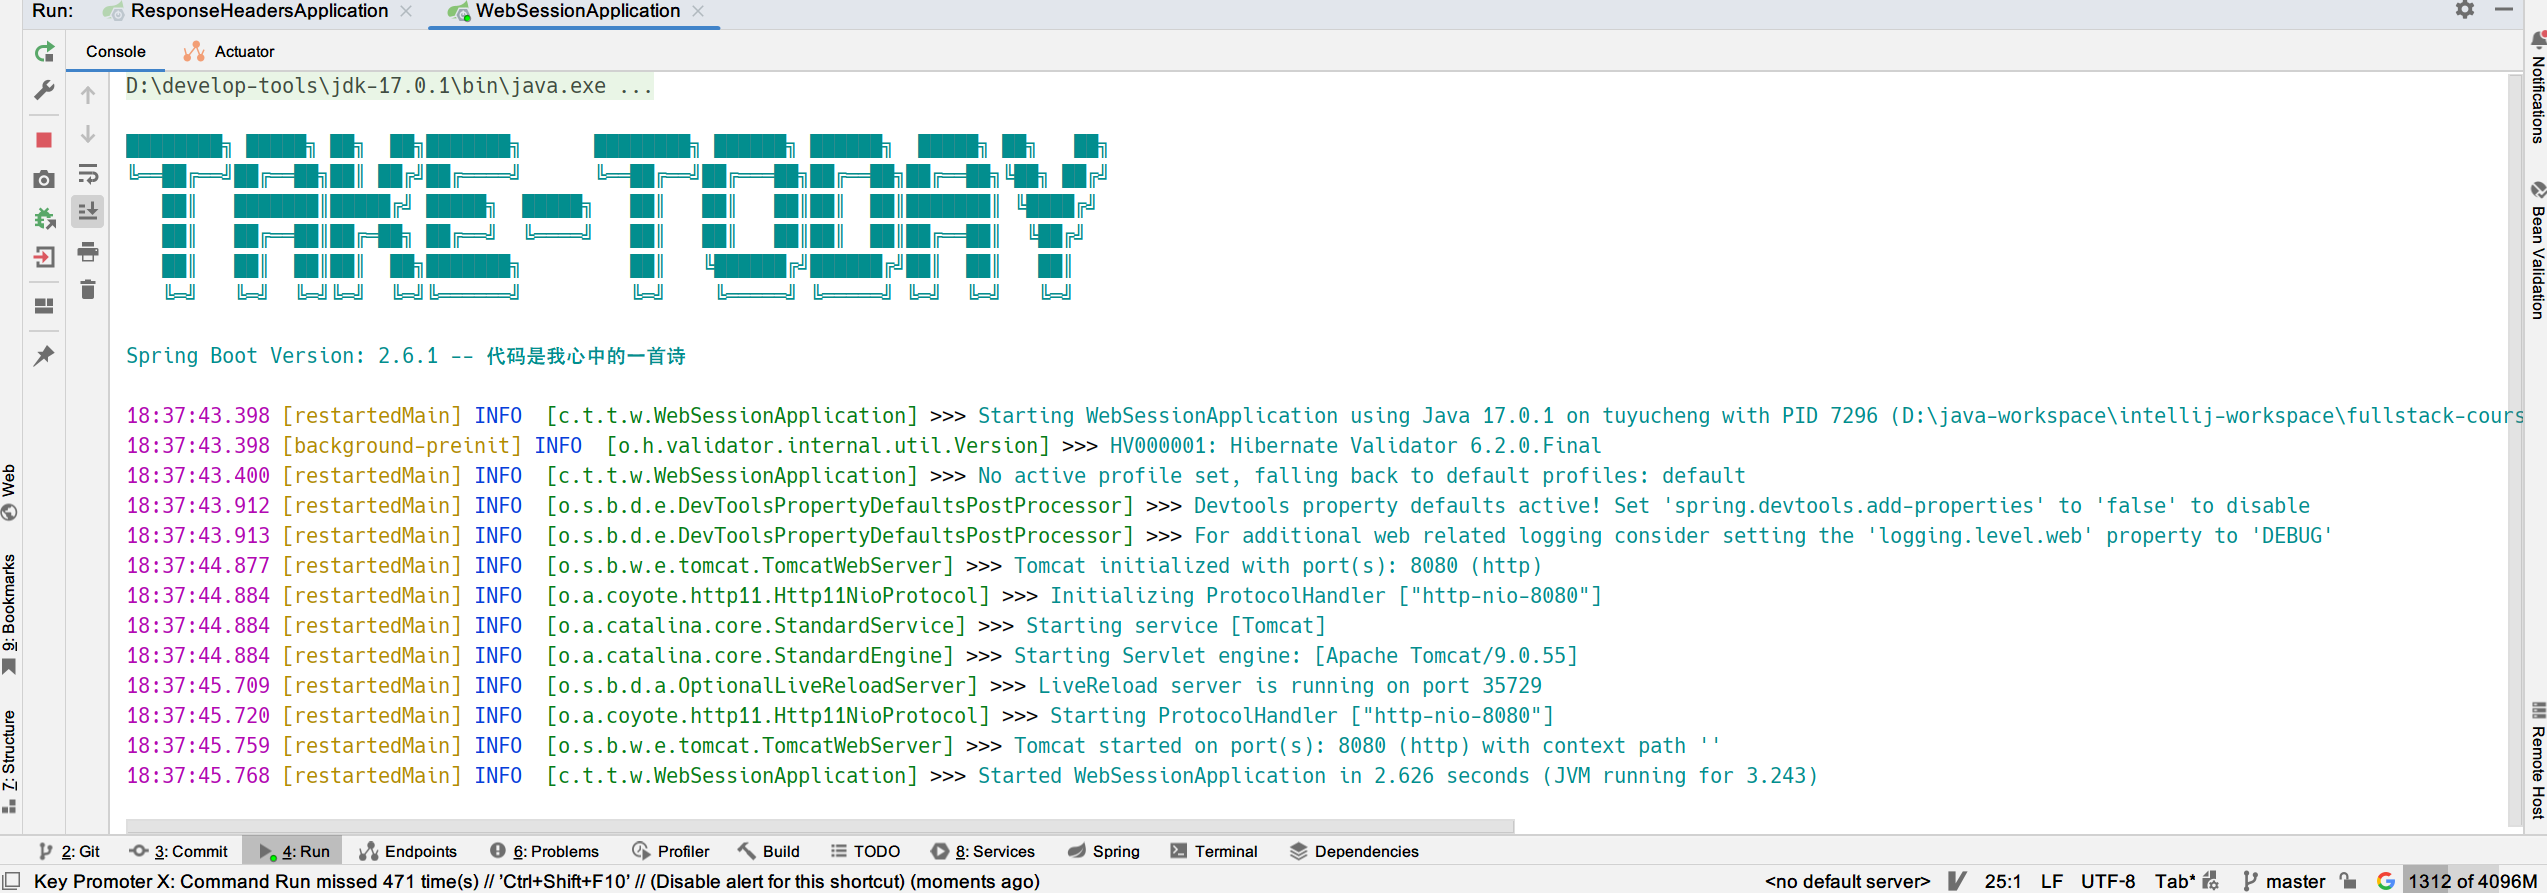 Run: ResponseHeadersApplication WebSessionApplication
Console Actuator
D:\develop-tools\jdk-17.0.1\bin\java.exe ...
TAKE-TODAY
Spring Boot Version: 2.6.1 -- 代码是我心中的一首诗
18:37:43.398 [restartedMain] INFO  [c.t.t.w.WebSessionApplication] >>> Starting WebSessionApplication using Java 17.0.1 on tuyucheng with PID 7296 (D:\java-workspace\intellij-workspace\fullstack-cours
18:37:43.398 [background-preinit] INFO  [o.h.validator.internal.util.Version] >>> HV000001: Hibernate Validator 6.2.0.Final
18:37:43.400 [restartedMain] INFO  [c.t.t.w.WebSessionApplication] >>> No active profile set, falling back to default profiles: default
18:37:43.912 [restartedMain] INFO  [o.s.b.d.e.DevToolsPropertyDefaultsPostProcessor] >>> Devtools property defaults active! Set 'spring.devtools.add-properties' to 'false' to disable
18:37:43.913 [restartedMain] INFO  [o.s.b.d.e.DevToolsPropertyDefaultsPostProcessor] >>> For additional web related logging consider setting the 'logging.level.web' property to 'DEBUG'
18:37:44.877 [restartedMain] INFO  [o.s.b.w.e.tomcat.TomcatWebServer] >>> Tomcat initialized with port(s): 8080 (http)
18:37:44.884 [restartedMain] INFO  [o.a.coyote.http11.Http11NioProtocol] >>> Initializing ProtocolHandler ["http-nio-8080"]
18:37:44.884 [restartedMain] INFO  [o.a.catalina.core.StandardService] >>> Starting service [Tomcat]
18:37:44.884 [restartedMain] INFO  [o.a.catalina.core.StandardEngine] >>> Starting Servlet engine: [Apache Tomcat/9.0.55]
18:37:45.709 [restartedMain] INFO  [o.s.b.d.a.OptionalLiveReloadServer] >>> LiveReload server is running on port 35729
18:37:45.720 [restartedMain] INFO  [o.a.coyote.http11.Http11NioProtocol] >>> Starting ProtocolHandler ["http-nio-8080"]
18:37:45.759 [restartedMain] INFO  [o.s.b.w.e.tomcat.TomcatWebServer] >>> Tomcat started on port(s): 8080 (http) with context path ''
18:37:45.768 [restartedMain] INFO  [c.t.t.w.WebSessionApplication] >>> Started WebSessionApplication in 2.626 seconds (JVM running for 3.243)
Web
9: Bookmarks
7: Structure
Notifications
Bean Validation
Remote Host
2: Git 3: Commit 4: Run Endpoints 6: Problems Profiler Build TODO 8: Services Spring Terminal Dependencies
Key Promoter X: Command Run missed 471 time(s) // 'Ctrl+Shift+F10' // (Disable alert for this shortcut) (moments ago) <no default server> 25:1 LF UTF-8 Tab* master 1312 of 4096M